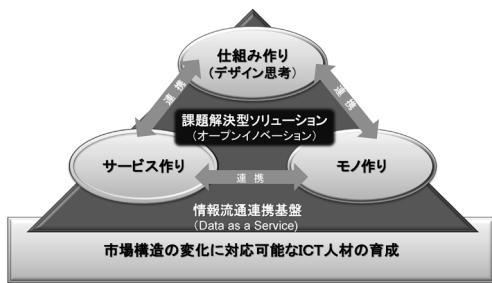 仕組み作り
(デザイン思考)
連携
連携
課題解決型ソリューション
(オープンイノベーション)
サービス作り
モノ作り
連携
情報流通連携基盤
(Data as a Service)
市場構造の変化に対応可能なICT人材の育成